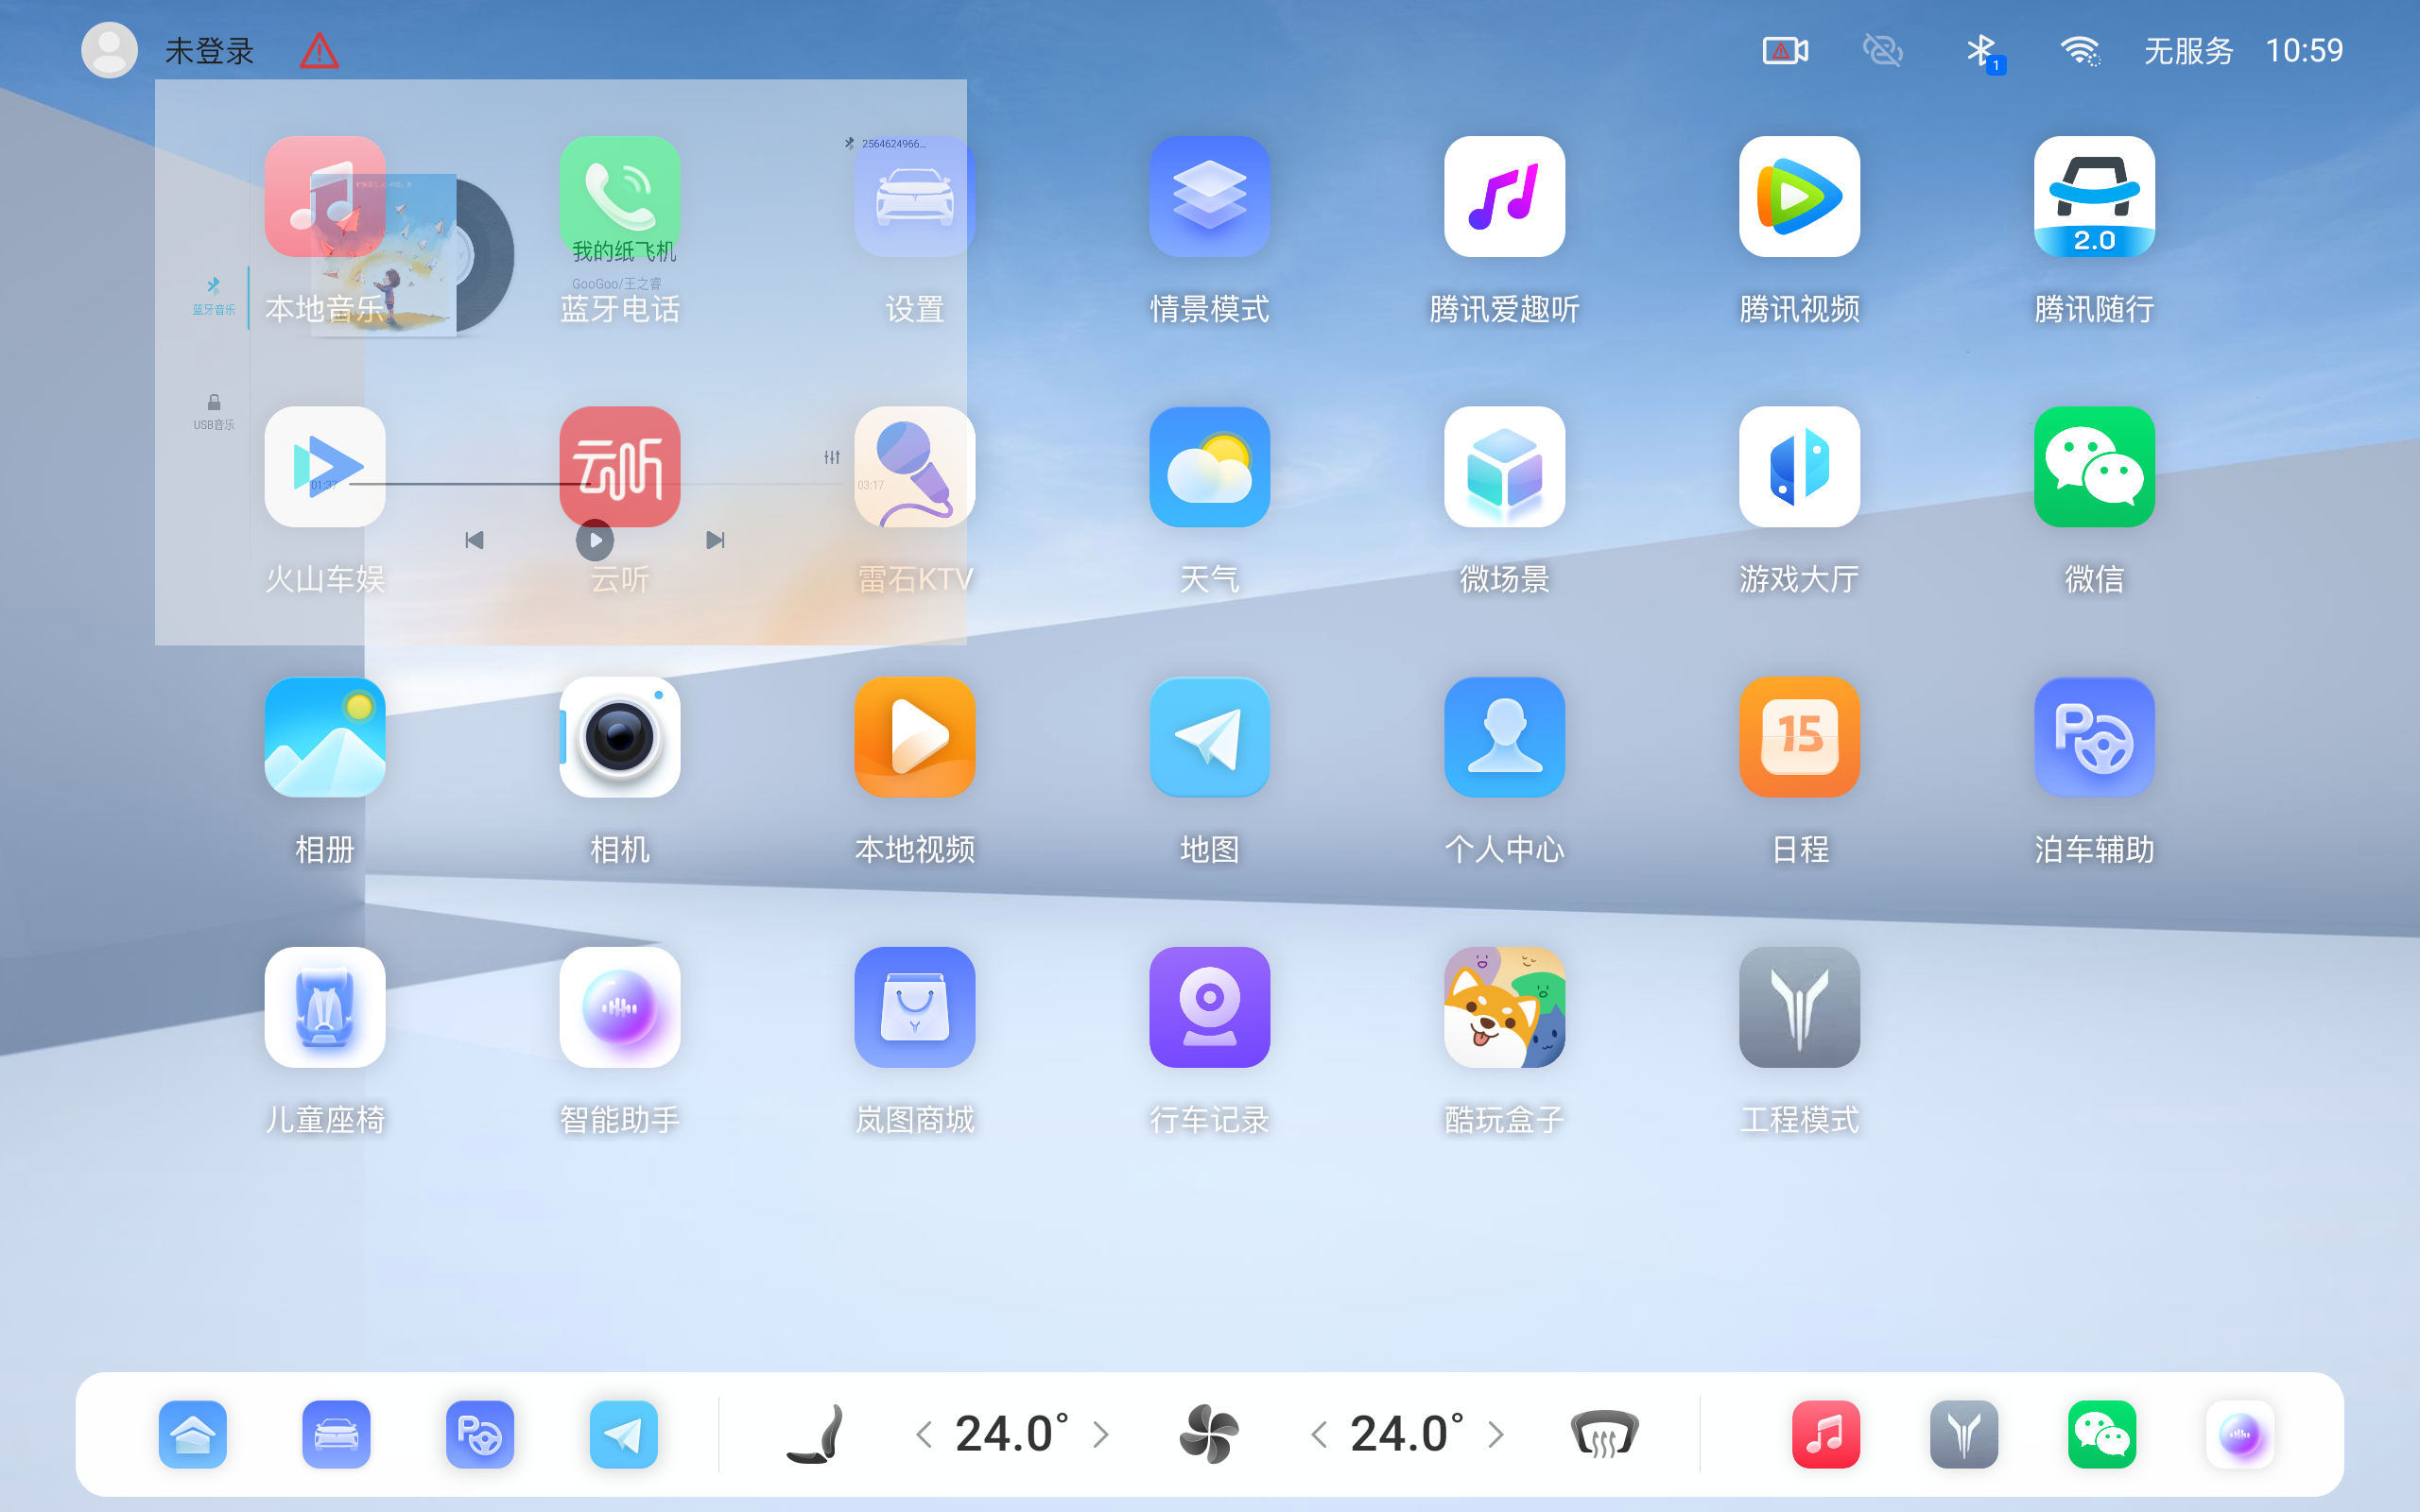 未登录
1
无服务
10:59
2564624966...
我的纸飞机
GooGoo/王之睿
蓝牙音乐
USB音乐
01:37
03:17
2.0
本地音乐
蓝牙电话
设置
情景模式
腾讯爱趣听
腾讯视频
腾讯随行
云听
火山车娱
云听
雷石KTV
天气
微场景
游戏大厅
微信
15
P
相册
相机
本地视频
地图
个人中心
日程
泊车辅助
儿童座椅
智能助手
岚图商城
行车记录
酷玩盒子
工程模式
P
24.0°
24.0°